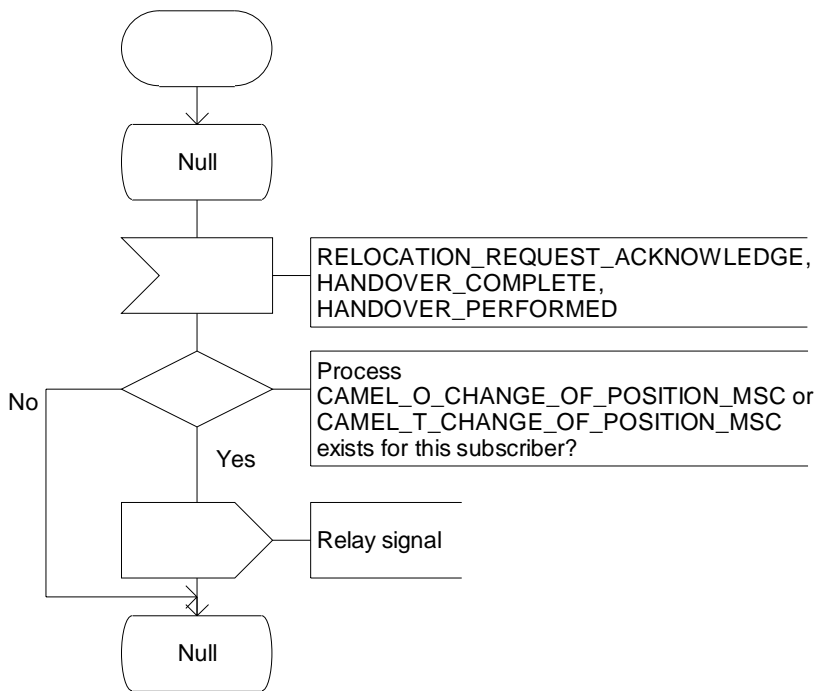 Null
RELOCATION_REQUEST_ACKNOWLEDGE,
HANDOVER_COMPLETE,
HANDOVER_PERFORMED
Process
CAMEL_O_CHANGE_OF_POSITION_MSC or
CAMEL_T_CHANGE_OF_POSITION_MSC
exists for this subscriber?
No
Yes
Relay signal
Null